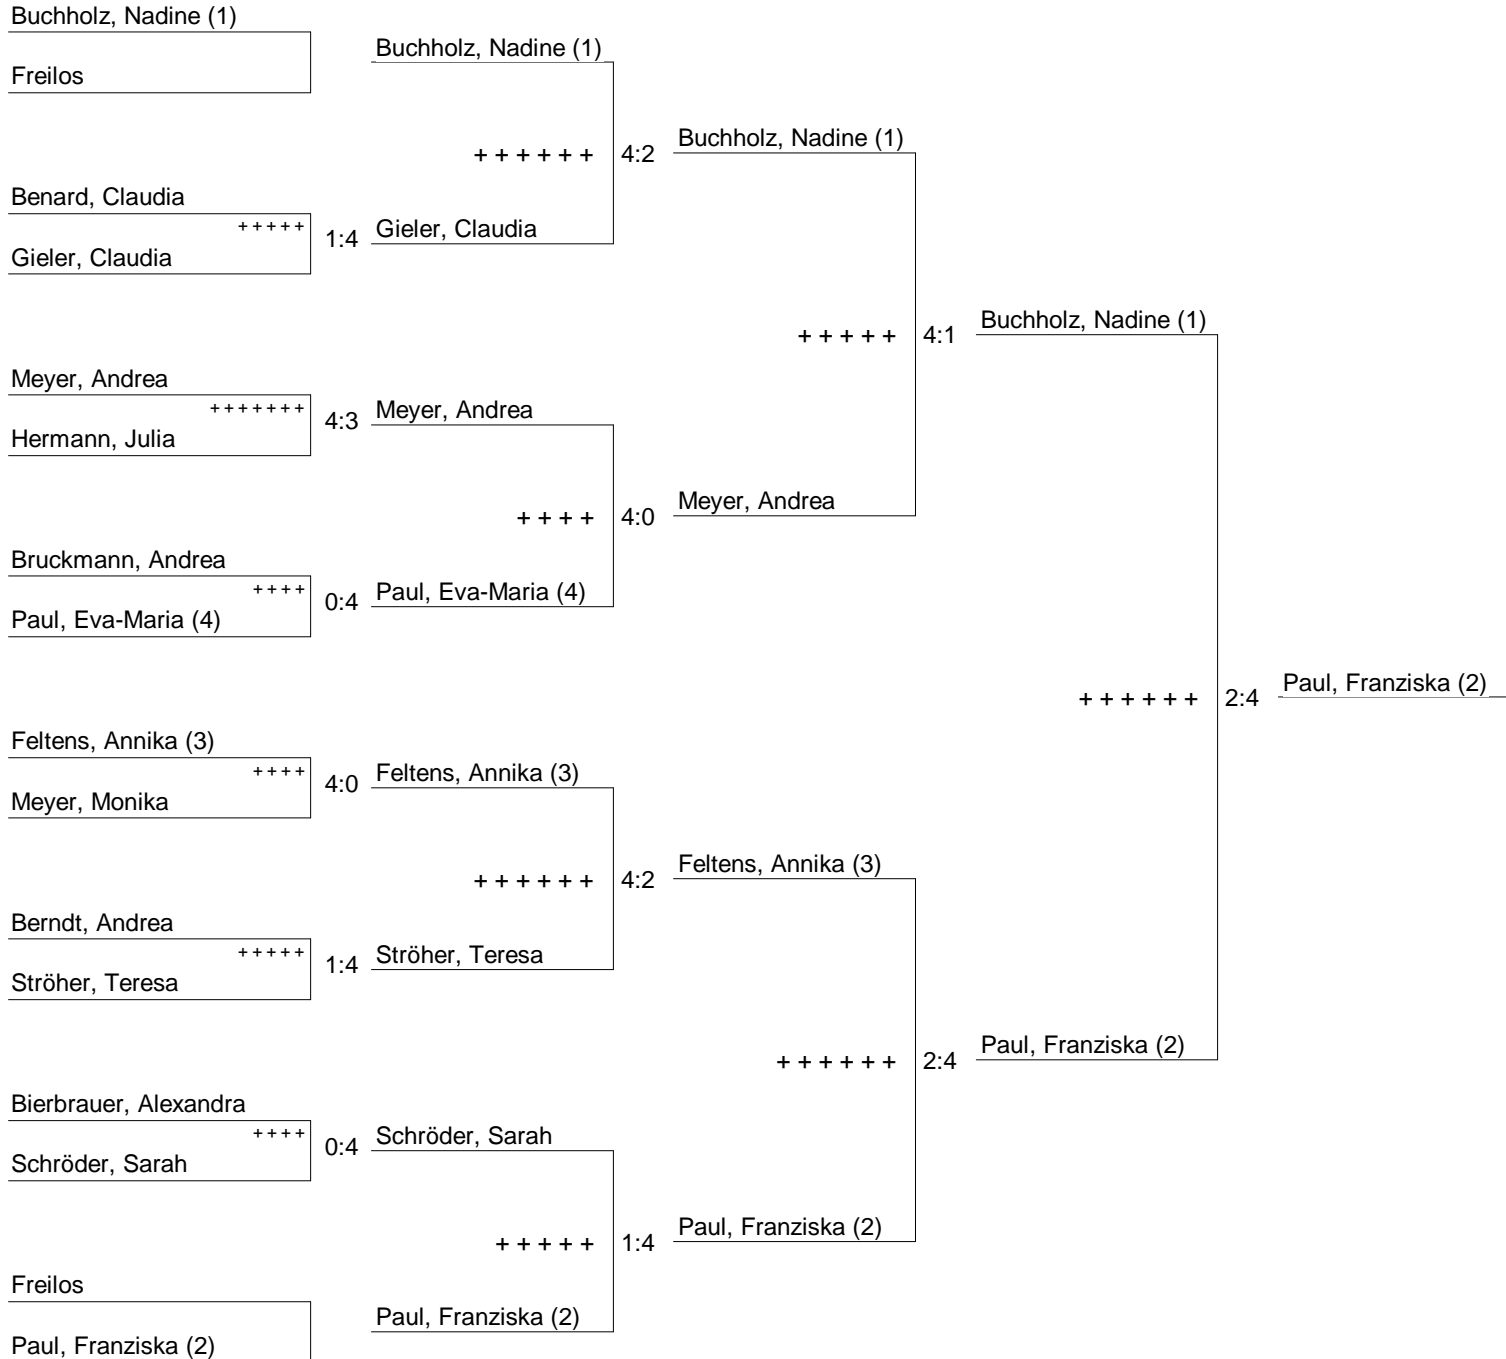 Buchholz, Nadine (1)
Freilos
Benard, Claudia
+++++
1:4
Gieler, Claudia
Meyer, Andrea
+++++++
4:3
Hermann, Julia
Bruckmann, Andrea
++++
0:4
Paul, Eva-Maria (4)
Feltens, Annika (3)
++++
4:0
Meyer, Monika
Berndt, Andrea
+++++
1:4
Ströher, Teresa
Bierbrauer, Alexandra
++++
0:4
Schröder, Sarah
Freilos
Paul, Franziska (2)
Buchholz, Nadine (1)
+ + + + + +
4:2
Gieler, Claudia
Meyer, Andrea
+ + + +
4:0
Paul, Eva-Maria (4)
Feltens, Annika (3)
+ + + + + +
4:2
Ströher, Teresa
Schröder, Sarah
+ + + + +
1:4
Paul, Franziska (2)
Buchholz, Nadine (1)
+ + + + +
4:1
Meyer, Andrea
Feltens, Annika (3)
+ + + + + +
2:4
Paul, Franziska (2)
Buchholz, Nadine (1)
+ + + + + +
2:4
Paul, Franziska (2)
Paul, Franziska (2)